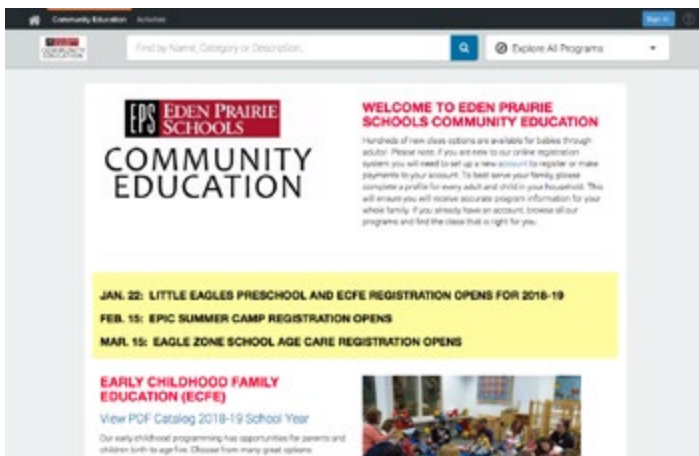 Community Education Activities Sign In
COMMUNITY
EDUCATION
Find by Name, Category or Description...
Explore All Programs
EPS EDEN PRAIRIE
SCHOOLS
COMMUNITY
EDUCATION
WELCOME TO EDEN PRAIRIE
SCHOOLS COMMUNITY EDUCATION
Hundreds of new class options are available for babies through
adults! Please note, if you are new to our online registration
system you will need to set up a new account to register or make
payments to your account. To best serve your family, please
complete a profile for every adult and child in your household. This
will ensure you will receive accurate program information for your
whole family. If you already have an account, browse all our
programs and find the class that is right for you.
JAN. 22: LITTLE EAGLES PRESCHOOL AND ECFE REGISTRATION OPENS FOR 2018-19
FEB. 15: EPIC SUMMER CAMP REGISTRATION OPENS
MAR. 15: EAGLE ZONE SCHOOL AGE CARE REGISTRATION OPENS
EARLY CHILDHOOD FAMILY
EDUCATION (ECFE)
View PDF Catalog 2018-19 School Year
Our early childhood programming has opportunities for parents and
children birth to age five. Choose from many great options